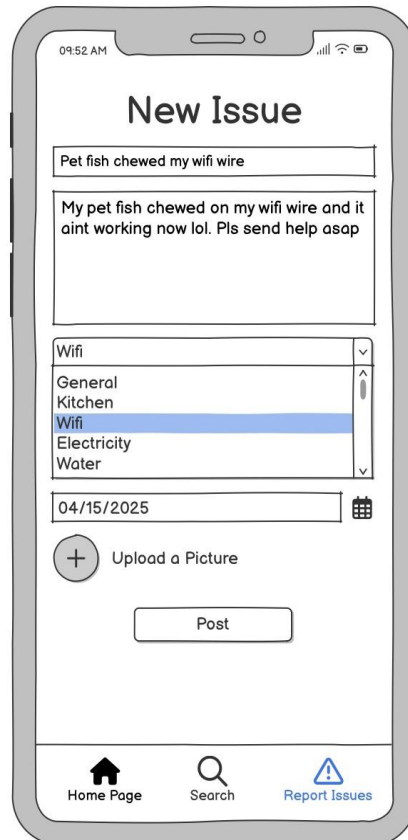 09:52 AM
New Issue
Pet fish chewed my wifi wire
My pet fish chewed on my wifi wire and it
aint working now lol. Pls send help asap
Wifi
General
Kitchen
Wifi
Electricity
Water
04/15/2025
Upload a Picture
Post
Home Page
Search
Report Issues